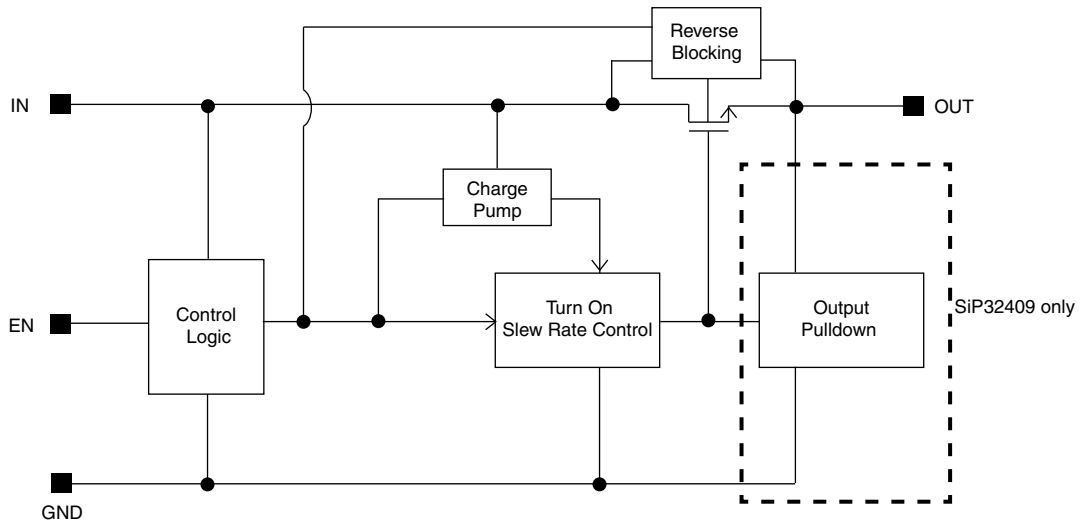 Reverse
Blocking
IN
OUT
Charge
Pump
Control
Logic
EN
Turn On
Slew Rate Control
Output
Pulldown
SiP32409 only
GND